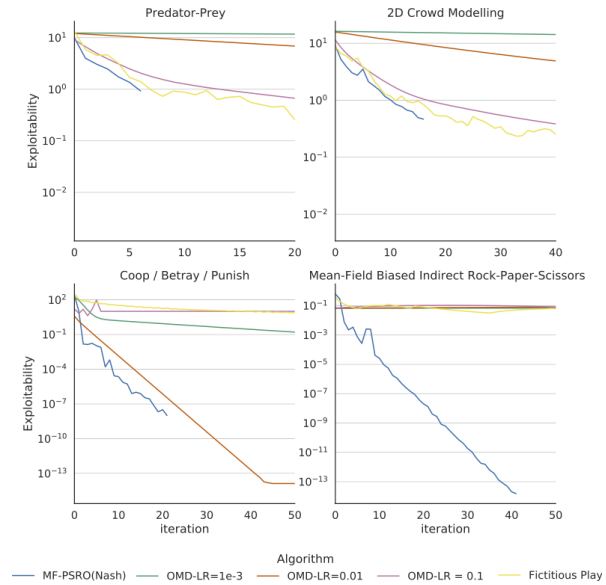 Predator-Prey
2D Crowd Modelling
Exploitability
10^1
10^0
10^-1
10^-2
0 5 10 15 20
10^1
10^0
10^-1
10^-2
0 10 20 30 40
Coop / Betray / Punish
Mean-Field Biased Indirect Rock-Paper-Scissors
Exploitability
10^2
10^-1
10^-4
10^-7
10^-10
10^-13
0 10 20 30 40 50
iteration
10^-1
10^-3
10^-5
10^-7
10^-9
10^-11
10^-13
0 10 20 30 40 50
iteration
Algorithm
MF-PSRO(Nash) OMD-LR=1e-3 OMD-LR=0.01 OMD-LR = 0.1 Fictitious Play